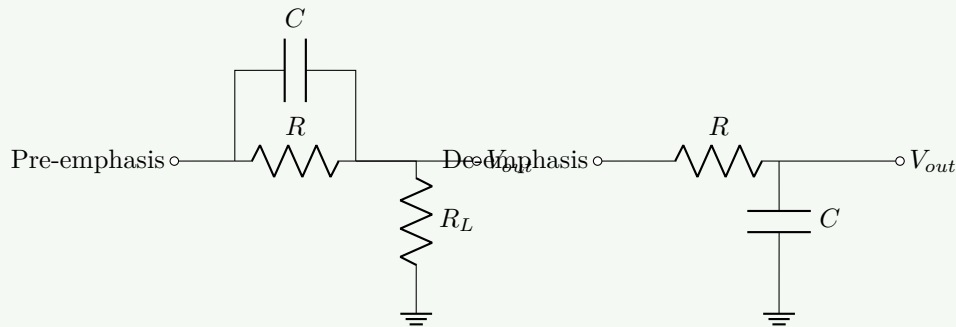 C
R
Pre-emphasis
V_out
R_L
De-emphasis
R
V_out
C